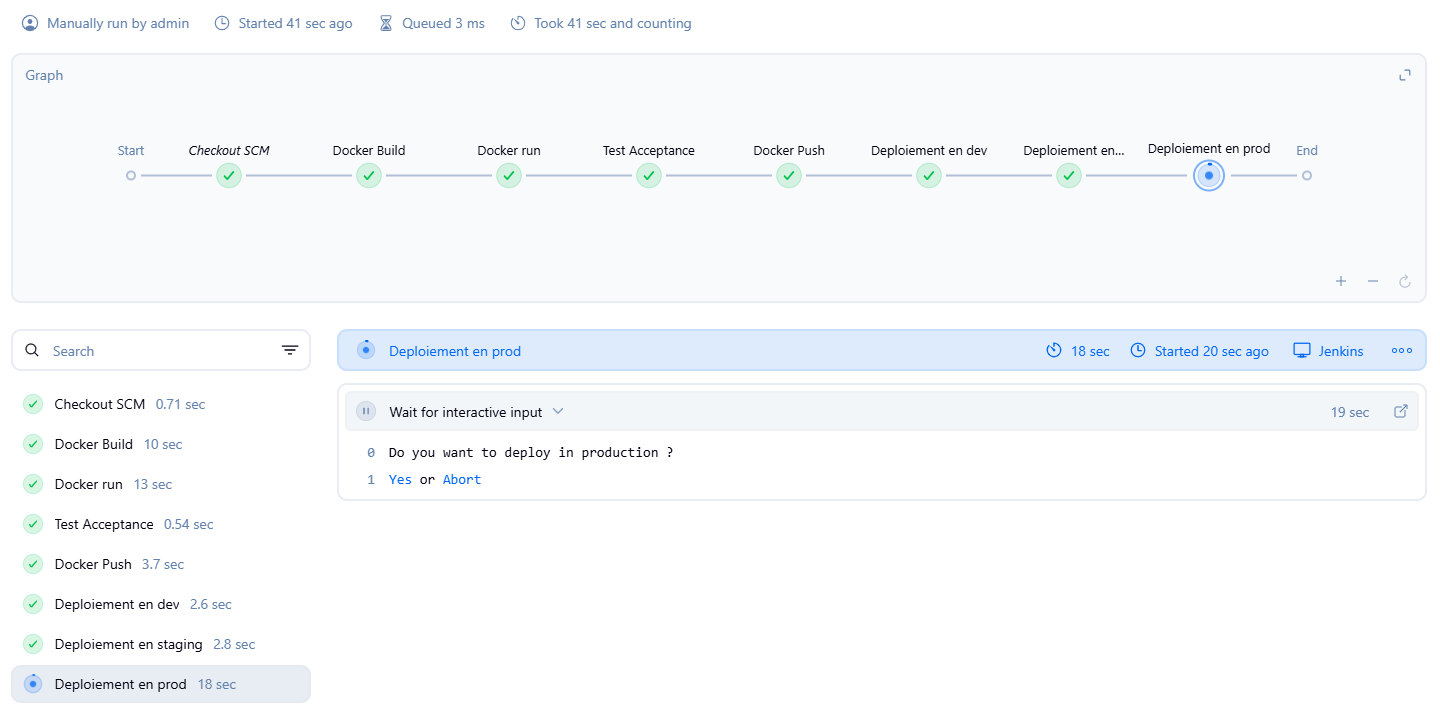 Manually run by admin Started 41 sec ago Queued 3 ms Took 41 sec and counting
Graph
Start Checkout SCM Docker Build Docker run Test Acceptance Docker Push Deploiement en dev Deploiement en... Deploiement en prod End
Search
Deploiement en prod 18 sec Started 20 sec ago Jenkins
Wait for interactive input 19 sec
0 Do you want to deploy in production ?
1 Yes or Abort
Checkout SCM 0.71 sec
Docker Build 10 sec
Docker run 13 sec
Test Acceptance 0.54 sec
Docker Push 3.7 sec
Deploiement en dev 2.6 sec
Deploiement en staging 2.8 sec
Deploiement en prod 18 sec